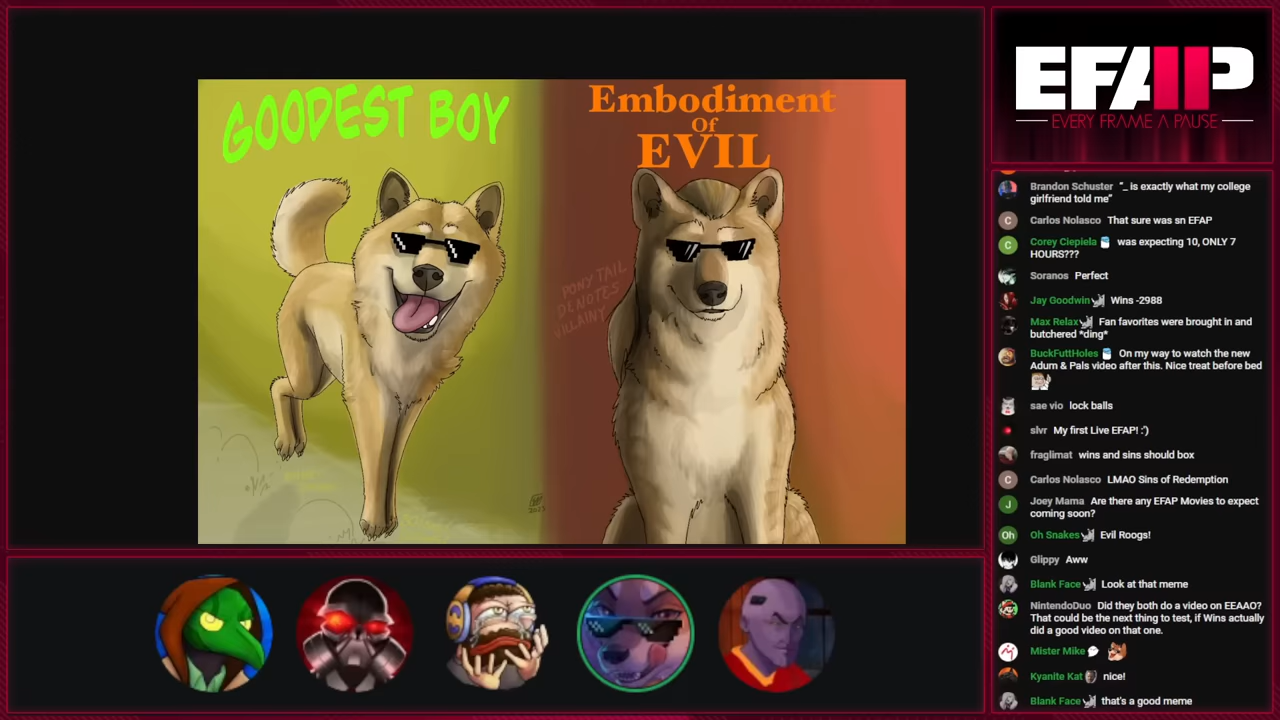 GOODEST BOY
Embodiment
Of
EVIL
PONY TAIL
DENOTES
VILLAINY
2023
EFAP
EVERY FRAME A PAUSE
Brandon Schuster "_ is exactly what my college
girlfriend told me"
Carlos Nolasco That sure was sn EFAP
Corey Ciepiela was expecting 10, ONLY 7
HOURS???
Soranos Perfect
Jay Goodwin Wins -2988
Max Relax Fan favorites were brought in and
butchered *ding*
BuckFuttHoles On my way to watch the new
Adum & Pals video after this. Nice treat before bed
sae vio lock balls
slvr My first Live EFAP! :')
fraglimat wins and sins should box
C Carlos Nolasco LMAO Sins of Redemption
J Joey Mama Are there any EFAP Movies to expect
coming soon?
Oh Oh Snakes Evil Roogs!
Glippy Aww
Blank Face Look at that meme
NintendoDuo Did they both do a video on EEAAO?
That could be the next thing to test, if Wins actually
did a good video on that one.
Mister Mike
Kyanite Kat nice!
Blank Face that's a good meme